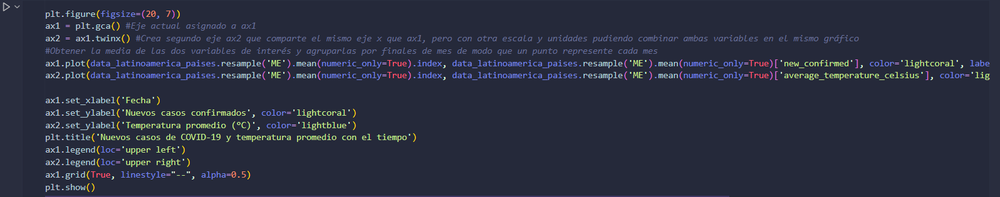 plt.figure(figsize=(20, 7))
ax1 = plt.gca() #Eje actual asignado a ax1
ax2 = ax1.twinx() #Crea segundo eje ax2 que comparte el mismo eje x que ax1, pero con otra escala y unidades pudiendo combinar ambas variables en el mismo gráfico
#Obtener la media de las dos variables de interés y agruparlas por finales de mes de modo que un punto represente cada mes
ax1.plot(data_latinoamerica_paises.resample('ME').mean(numeric_only=True).index, data_latinoamerica_paises.resample('ME').mean(numeric_only=True)['new_confirmed'], color='lightcoral', labe
ax2.plot(data_latinoamerica_paises.resample('ME').mean(numeric_only=True).index, data_latinoamerica_paises.resample('ME').mean(numeric_only=True)['average_temperature_celsius'], color='lig
ax1.set_xlabel('Fecha')
ax1.set_ylabel('Nuevos casos confirmados', color='lightcoral')
ax2.set_ylabel('Temperatura promedio (ºC)', color='lightblue')
plt.title('Nuevos casos de COVID-19 y temperatura promedio con el tiempo')
ax1.legend(loc='upper left')
ax2.legend(loc='upper right')
ax1.grid(True, linestyle="--", alpha=0.5)
plt.show()